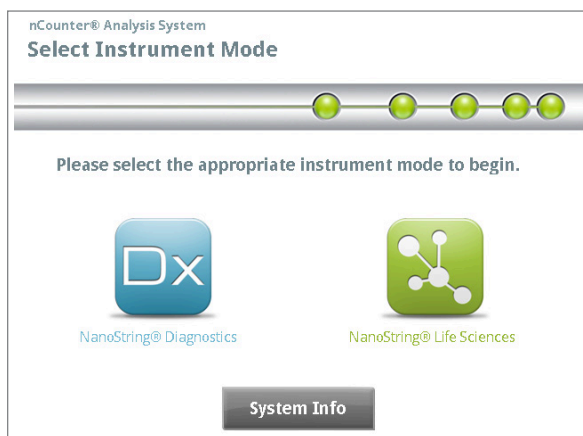 nCounter® Analysis System
Select Instrument Mode
Please select the appropriate instrument mode to begin.
Dx
NanoString® Diagnostics
NanoString® Life Sciences
System Info